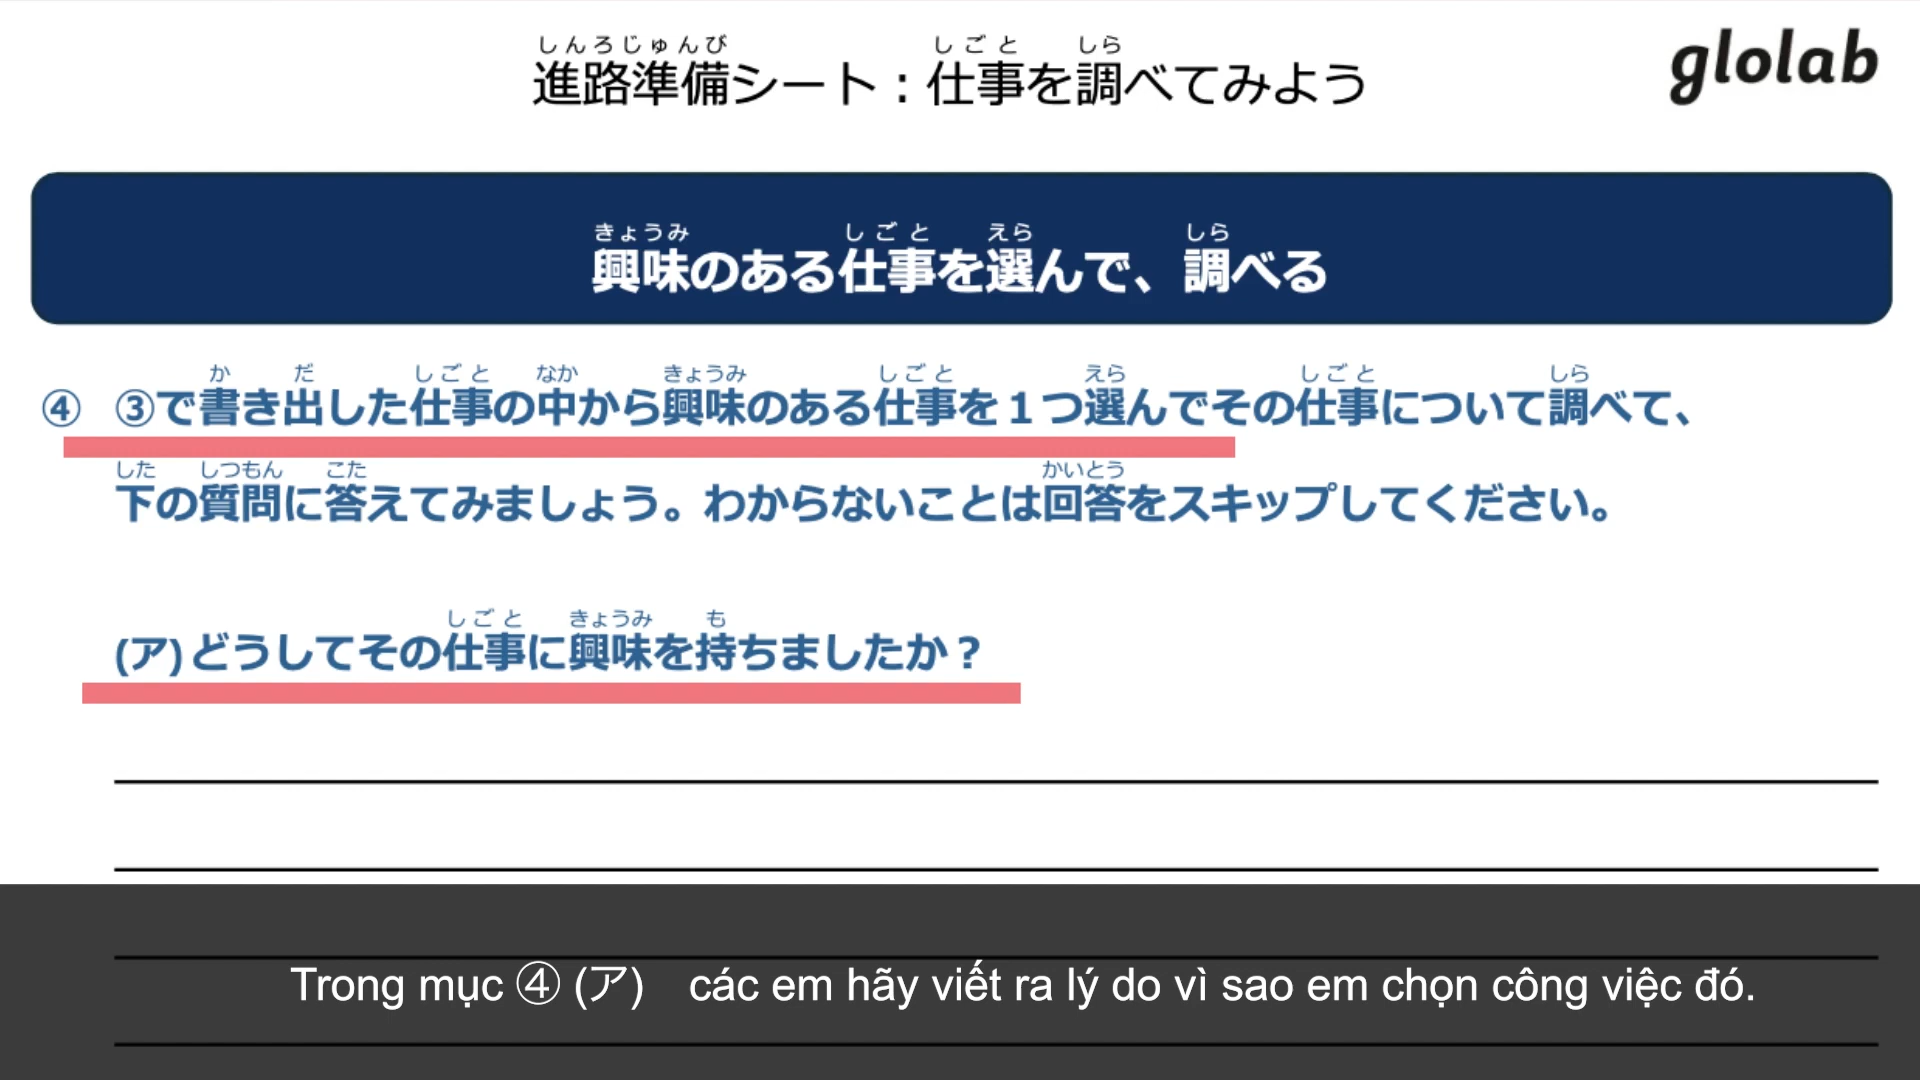 しんろじゅんび しごと しら
進路準備シート：仕事を調べてみよう
glolab
きょうみ しごと えら しら
興味のある仕事を選んで、調べる
か だ しごと なか きょうみ しごと えら しごと しら
④ ③で書き出した仕事の中から興味のある仕事を１つ選んでその仕事について調べて、
した しつもん こた かいとう
下の質問に答えてみましょう。わからないことは回答をスキップしてください。
しごと きょうみ も
(ア)どうしてその仕事に興味を持ちましたか？
Trong mục ④ (ア) các em hãy viết ra lý do vì sao em chọn công việc đó.